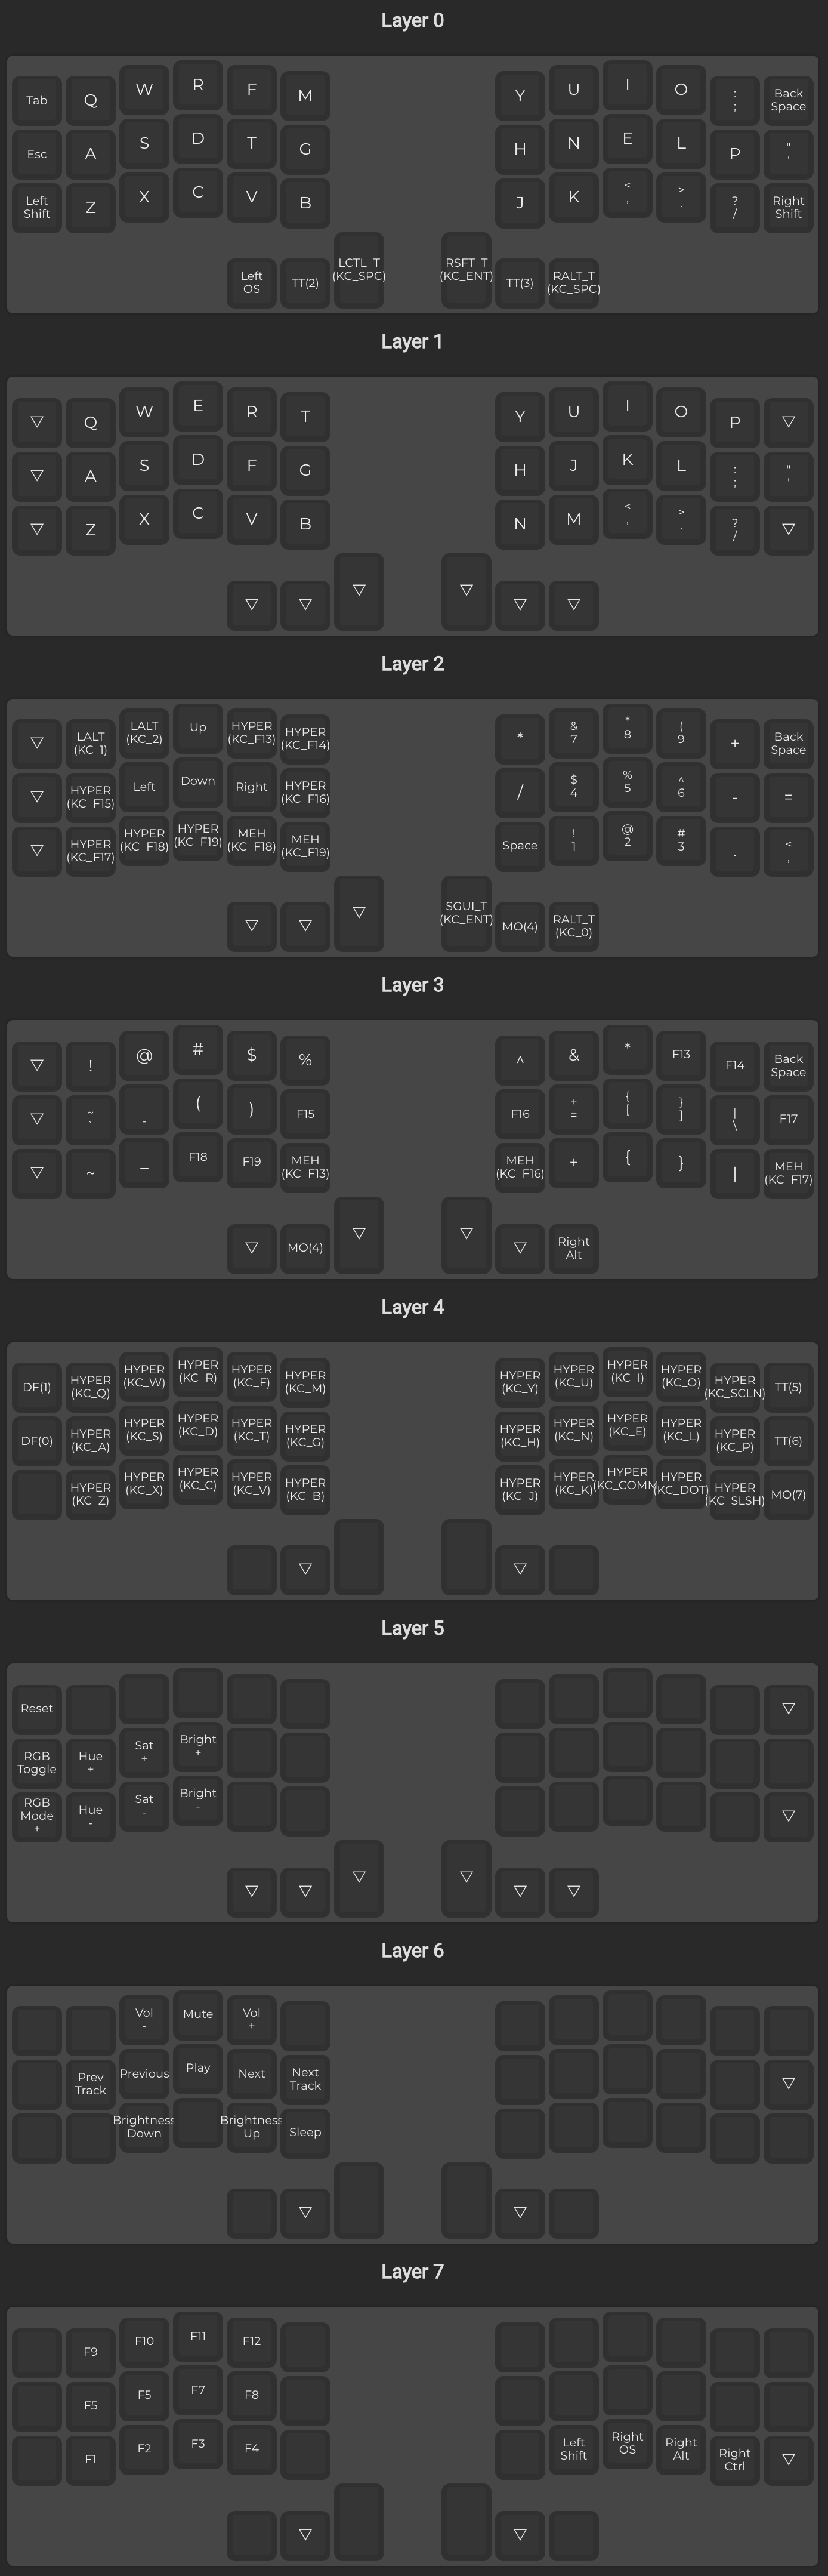 Layer 0
Tab Q W R F M Y U I O : ; Back Space
Esc A S D T G H N E L P " '
Left Shift Z X C V B J K < , > . ? / Right Shift
Left OS TT(2) LCTL_T (KC_SPC) RSFT_T (KC_ENT) TT(3) RALT_T (KC_SPC)
Layer 1
▽ Q W E R T Y U I O P ▽
▽ A S D F G H J K L : ; " '
▽ Z X C V B N M < , > . ? / ▽
▽ ▽ ▽ ▽ ▽ ▽
Layer 2
▽ LALT (KC_1) LALT (KC_2) Up HYPER (KC_F13) HYPER (KC_F14) * & 7 * 8 ( 9 + Back Space
▽ HYPER (KC_F15) Left Down Right HYPER (KC_F16) / $ 4 % 5 ^ 6 - =
▽ HYPER (KC_F17) HYPER (KC_F18) HYPER (KC_F19) MEH (KC_F18) MEH (KC_F19) Space ! 1 @ 2 # 3 . < ,
▽ ▽ ▽ SGUI_T (KC_ENT) MO(4) RALT_T (KC_0)
Layer 3
▽ ! @ # $ % ^ & * F13 F14 Back Space
▽ ~ ` _ - ( ) F15 F16 + = { [ } ] | \ F17
▽ ~ _ F18 F19 MEH (KC_F13) MEH (KC_F16) + { } | MEH (KC_F17)
▽ MO(4) ▽ ▽ ▽ Right Alt
Layer 4
DF(1) HYPER (KC_Q) HYPER (KC_W) HYPER (KC_R) HYPER (KC_F) HYPER (KC_M) HYPER (KC_Y) HYPER (KC_U) HYPER (KC_I) HYPER (KC_O) HYPER (KC_SCLN) TT(5)
DF(0) HYPER (KC_A) HYPER (KC_S) HYPER (KC_D) HYPER (KC_T) HYPER (KC_G) HYPER (KC_H) HYPER (KC_N) HYPER (KC_E) HYPER (KC_L) HYPER (KC_P) TT(6)
HYPER (KC_Z) HYPER (KC_X) HYPER (KC_C) HYPER (KC_V) HYPER (KC_B) HYPER (KC_J) HYPER (KC_K) HYPER (KC_COMM) HYPER (KC_DOT) HYPER (KC_SLSH) MO(7)
▽ ▽
Layer 5
Reset ▽
RGB Toggle Hue + Sat + Bright +
RGB Mode + Hue - Sat - Bright - ▽
▽ ▽ ▽ ▽ ▽ ▽
Layer 6
Vol - Mute Vol +
Prev Track Previous Play Next Next Track ▽
Brightness Down Brightness Up Sleep
▽ ▽
Layer 7
F9 F10 F11 F12
F5 F5 F7 F8
F1 F2 F3 F4 Left Shift Right OS Right Alt Right Ctrl ▽
▽ ▽